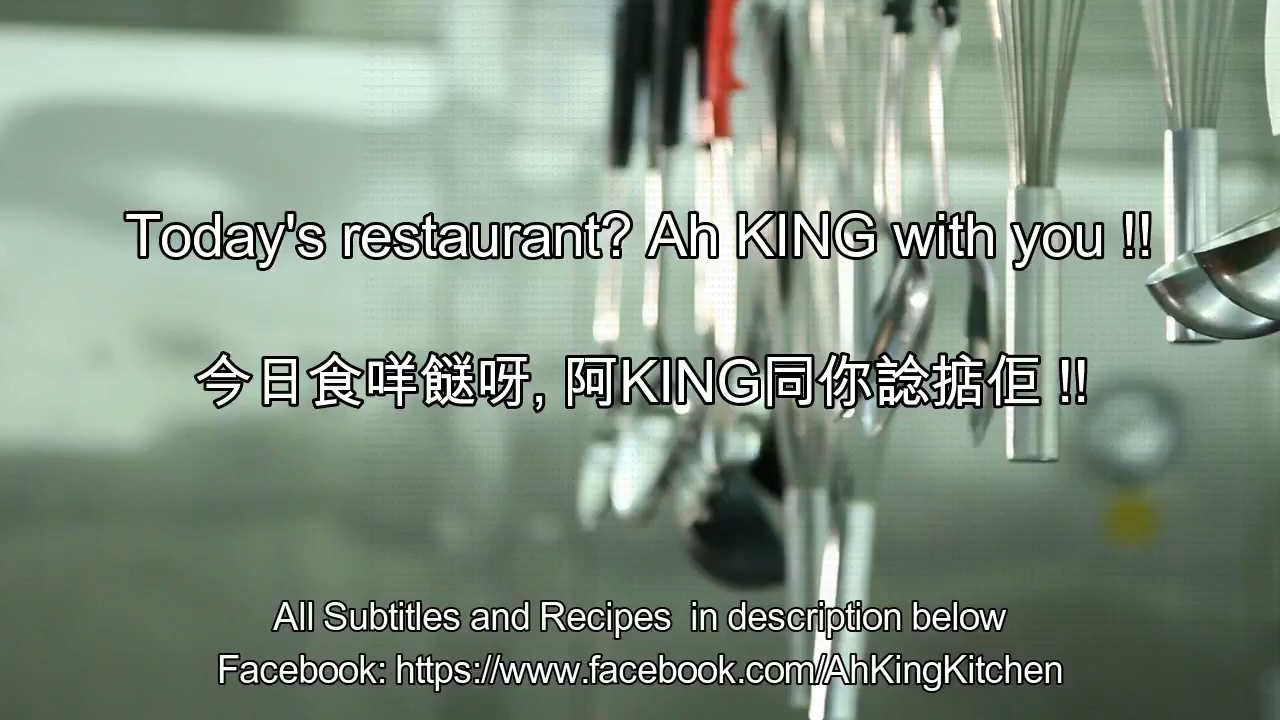 Today's restaurant? Ah KING with you !!
今日食咩餸呀, 阿KING同你諗掂佢 !!
All Subtitles and Recipes  in description below
Facebook: https://www.facebook.com/AhKingKitchen